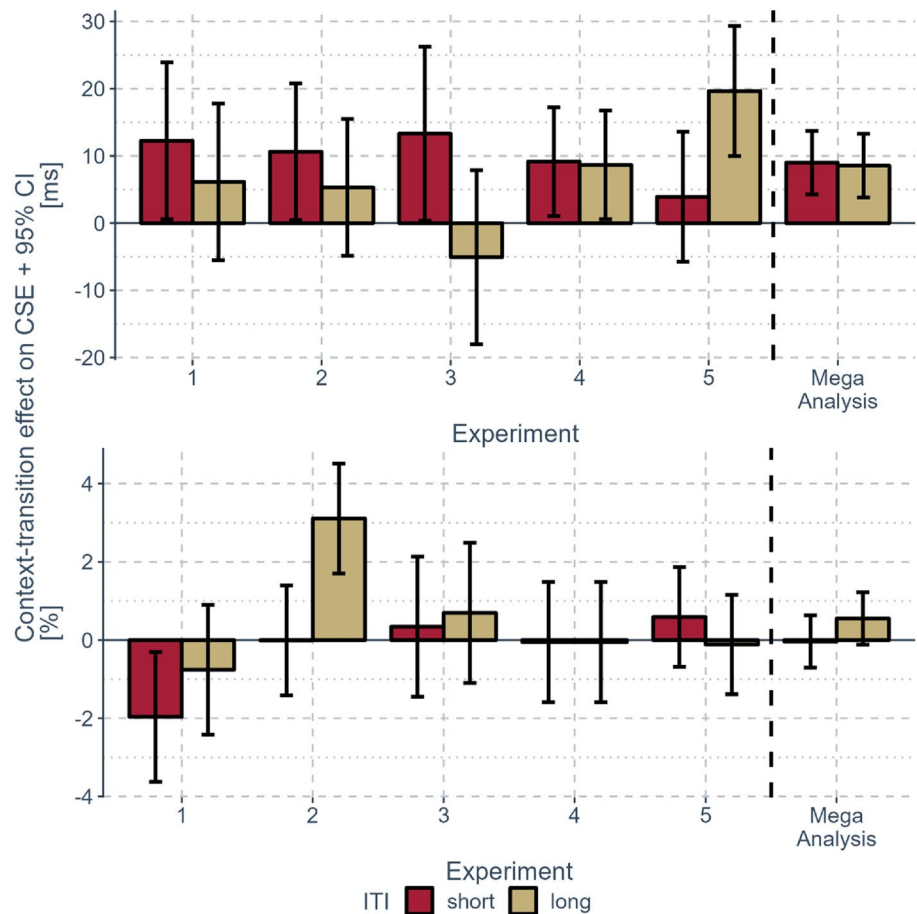 Context-transition effect on CSE + 95% CI
[ms]
[%]
30
20
10
0
-10
-20
1 2 3 4 5 Mega
Analysis
Experiment
4
2
0
-2
-4
1 2 3 4 5 Mega
Analysis
Experiment
ITI short long